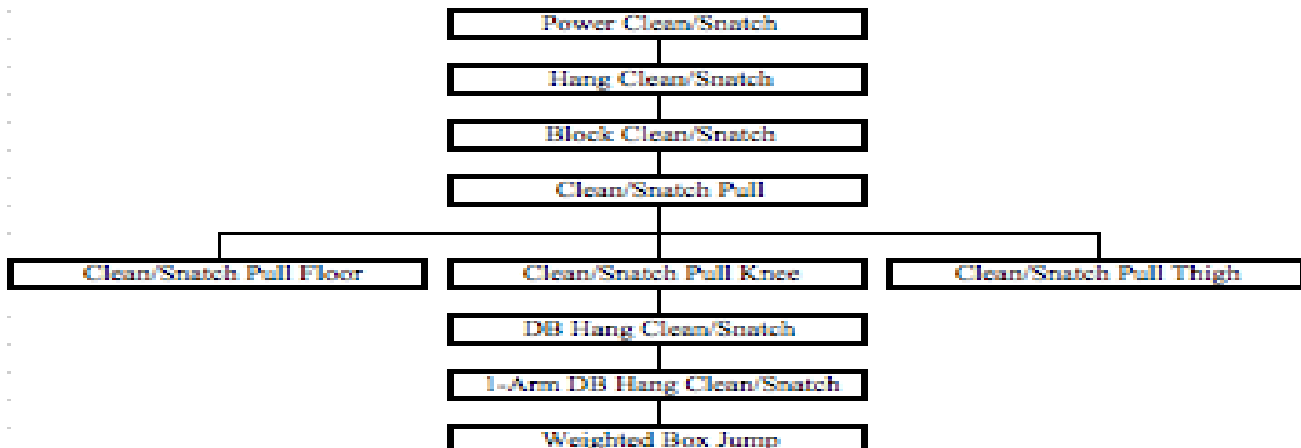 Power Clean/Snatch
Hang Clean/Snatch
Block Clean/Snatch
Clean/Snatch Pull
Clean/Snatch Pull Floor
Clean/Snatch Pull Knee
Clean/Snatch Pull Thigh
DB Hang Clean/Snatch
1-Arm DB Hang Clean/Snatch
Weighted Box Jump